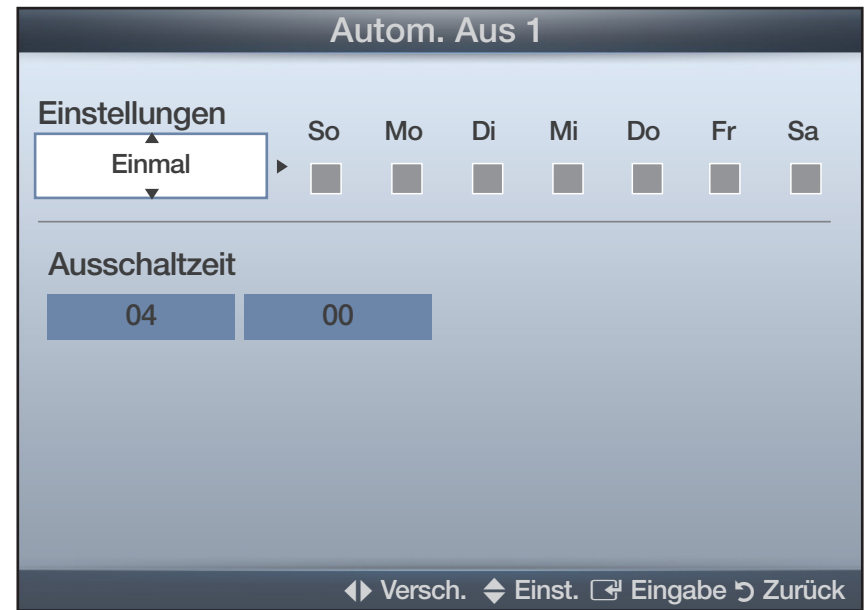 Autom. Aus 1
Einstellungen
So Mo Di Mi Do Fr Sa
Einmal
Ausschaltzeit
04 00
Versch. Einst. Eingabe Zurück